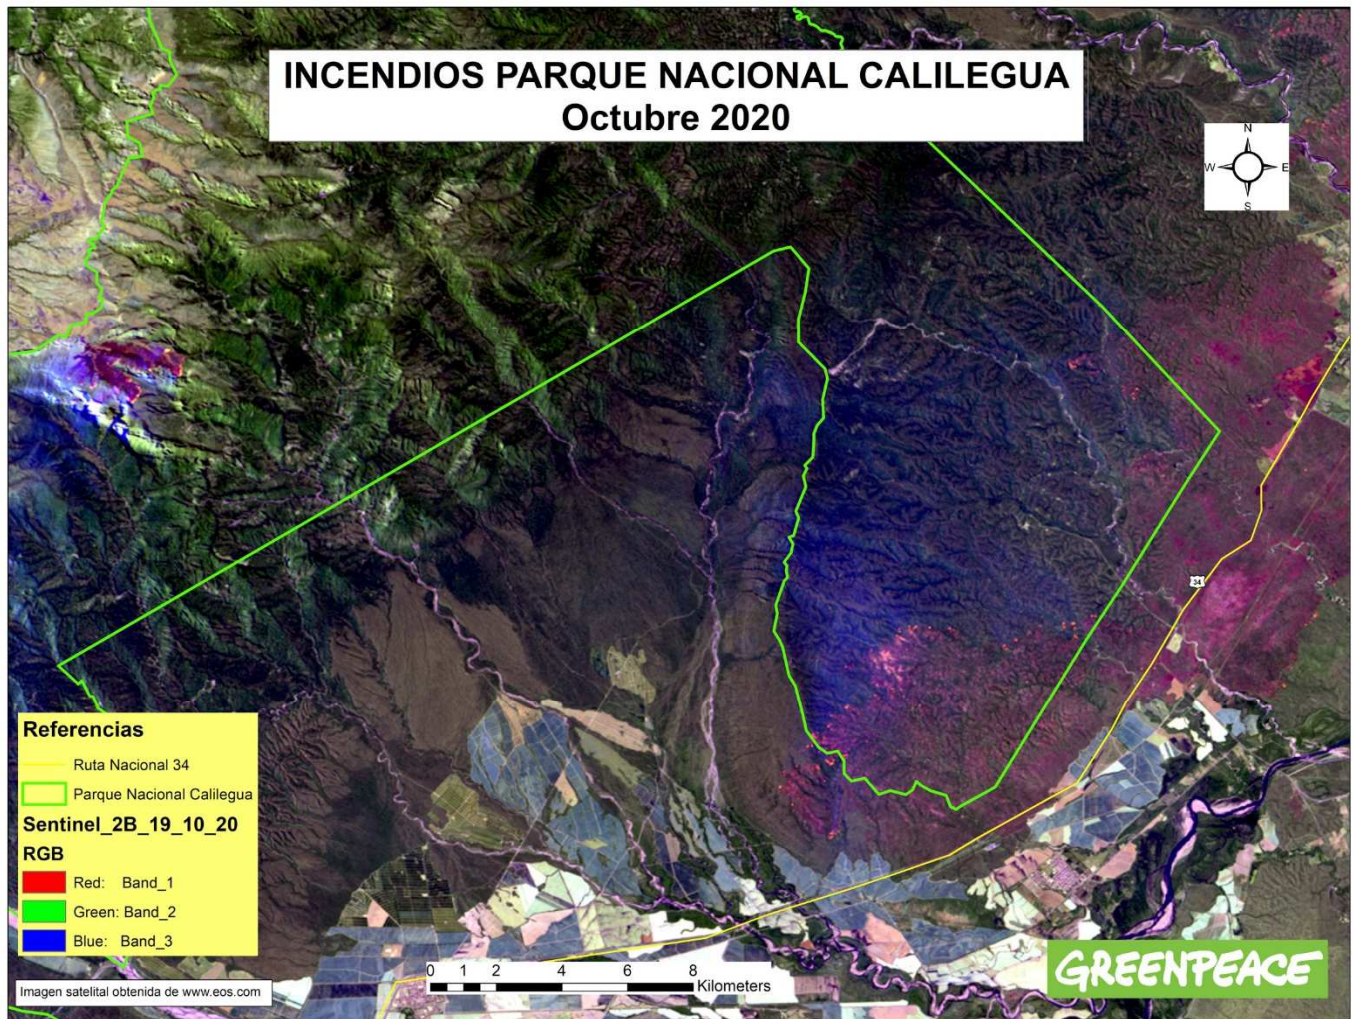 INCENDIOS PARQUE NACIONAL CALILEGUA
Octubre 2020
N
W E
S
34
Referencias
Ruta Nacional 34
Parque Nacional Calilegua
Sentinel_2B_19_10_20
RGB
Red: Band_1
Green: Band_2
Blue: Band_3
Imagen satelital obtenida de www.eos.com
0 1 2 4 6 8
Kilometers
GREENPEACE